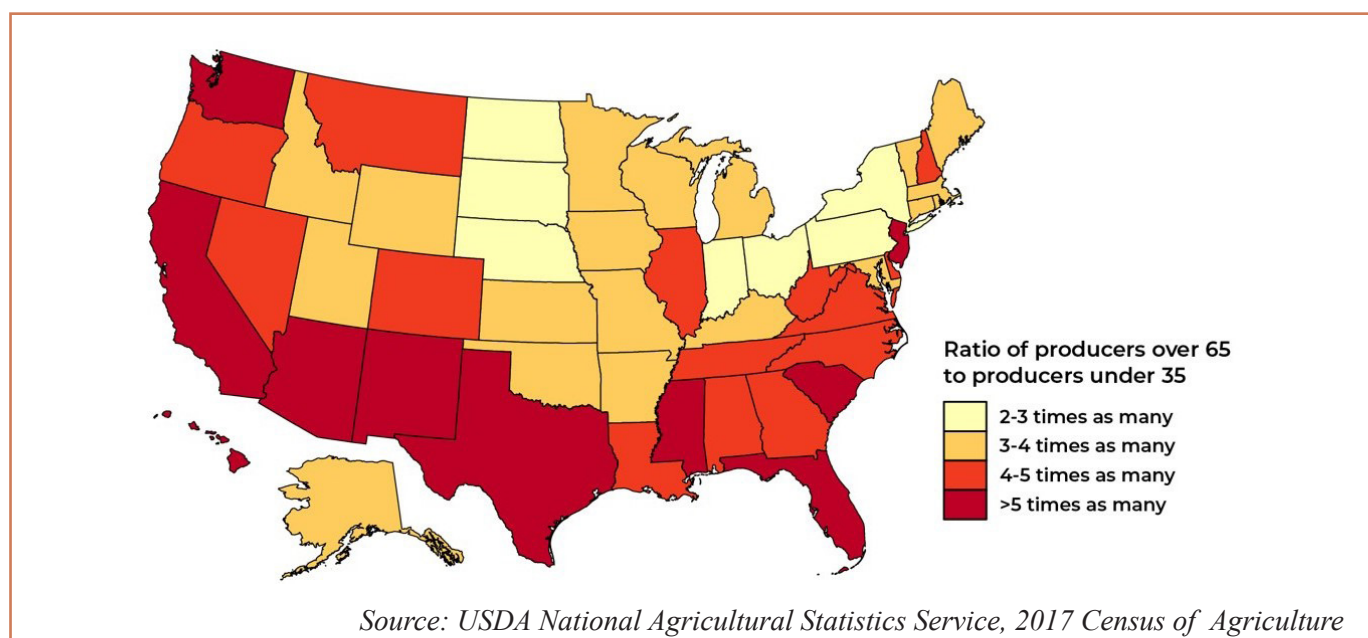 Ratio of producers over 65
to producers under 35
2-3 times as many
3-4 times as many
4-5 times as many
>5 times as many
Source: USDA National Agricultural Statistics Service, 2017 Census of Agriculture